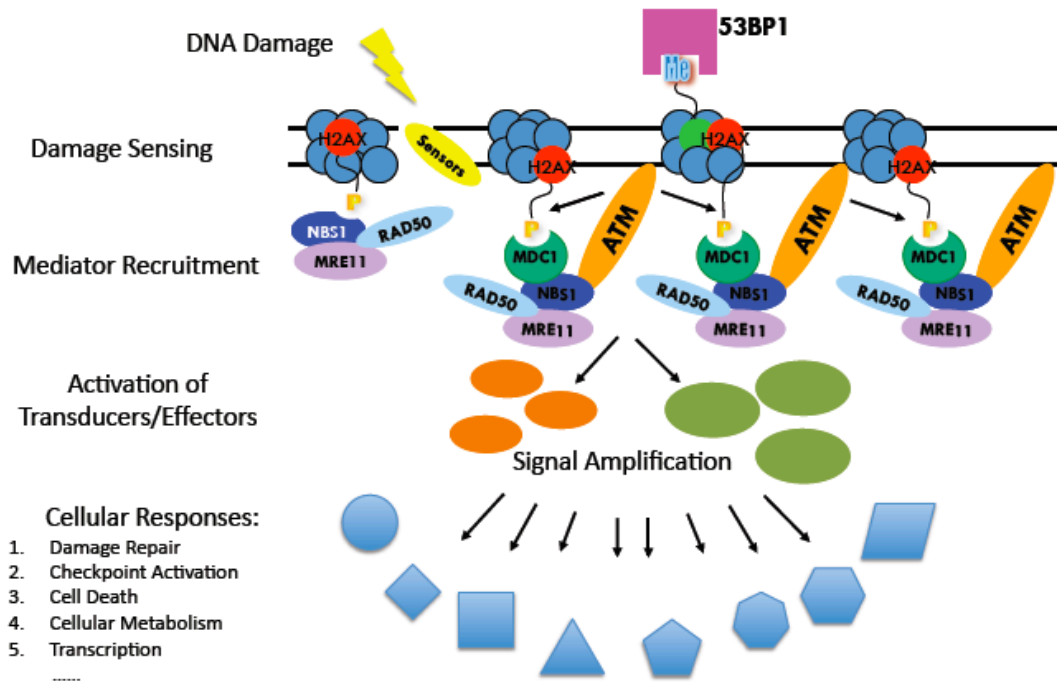 DNA Damage
53BP1
Me
Damage Sensing
H2AX
Sensors
H2AX
H2AX
H2AX
P
NBS1
RAD50
MRE11
Mediator Recruitment
P
MDC1
ATM
RAD50
NBS1
MRE11
P
MDC1
ATM
RAD50
NBS1
MRE11
P
MDC1
ATM
RAD50
NBS1
MRE11
Activation of
Transducers/Effectors
Signal Amplification
Cellular Responses:
1. Damage Repair
2. Checkpoint Activation
3. Cell Death
4. Cellular Metabolism
5. Transcription
......